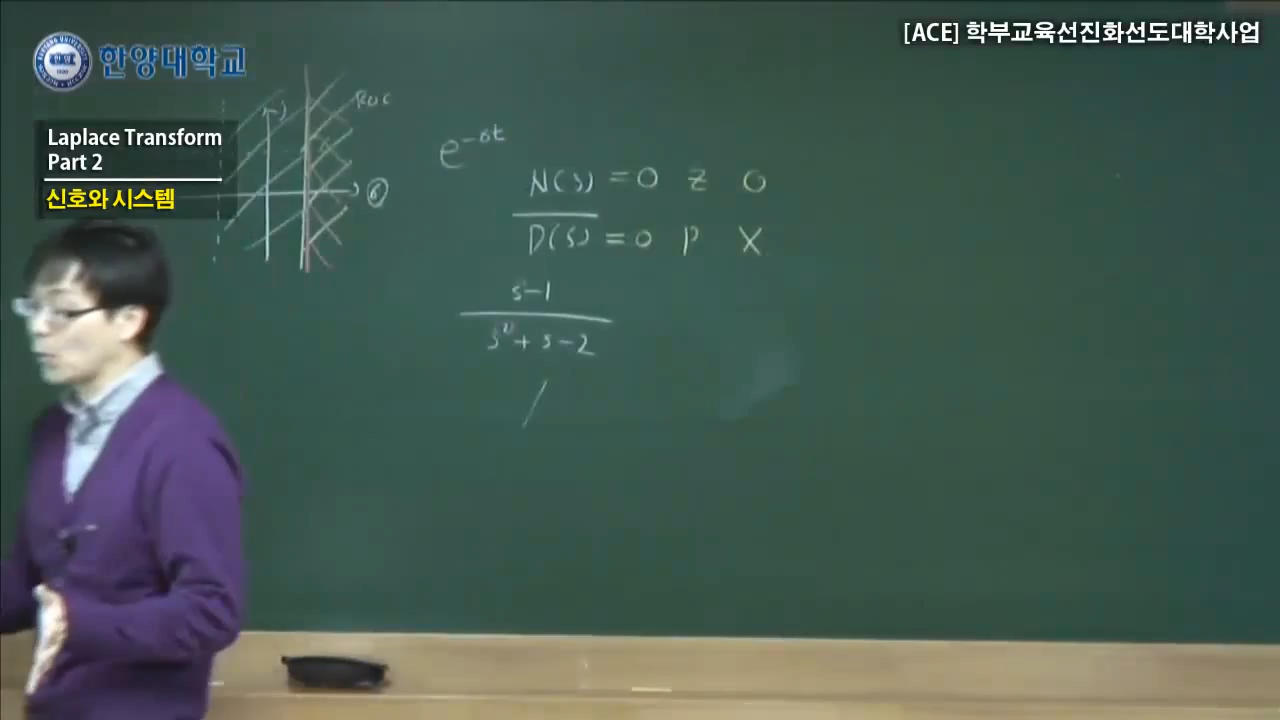 [ACE] 학부교육선진화선도대학사업
한양대학교
Laplace Transform
Part 2
신호와 시스템
ROC
e^{-σt}
N(s) = 0 Z O
D(s) = 0 P X
s-1
s²+s-2